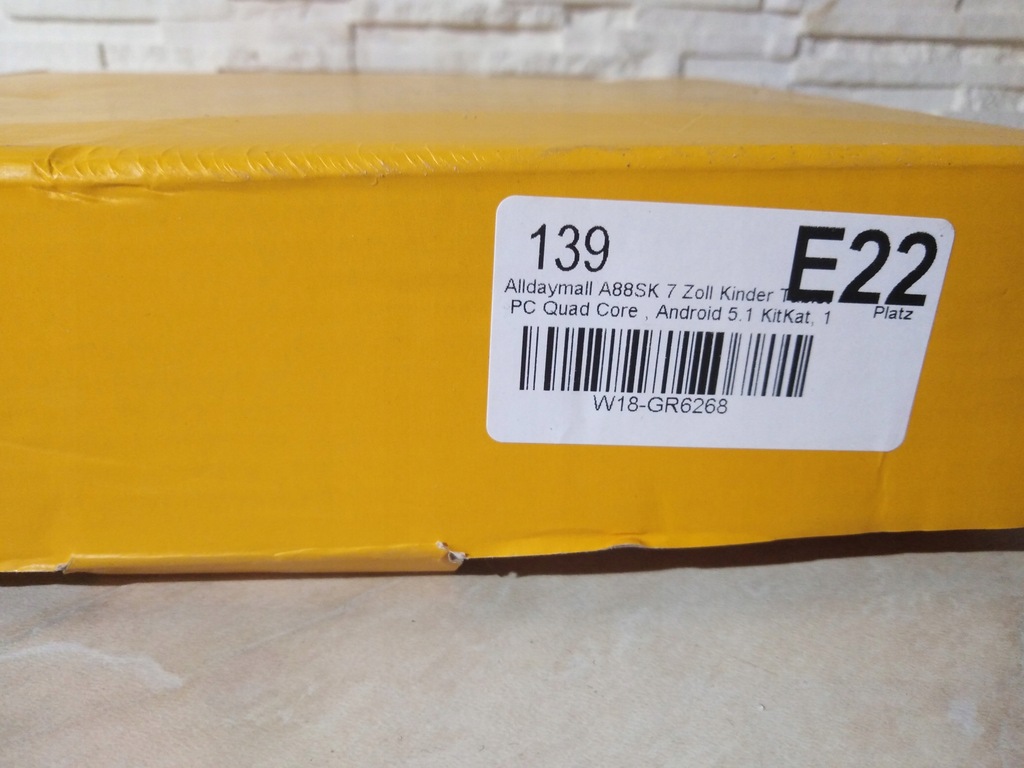 139
E22
Alldaymall A88SK 7 Zoll Kinder
PC Quad Core , Android 5.1 KitKat, 1
Platz
W18-GR6268